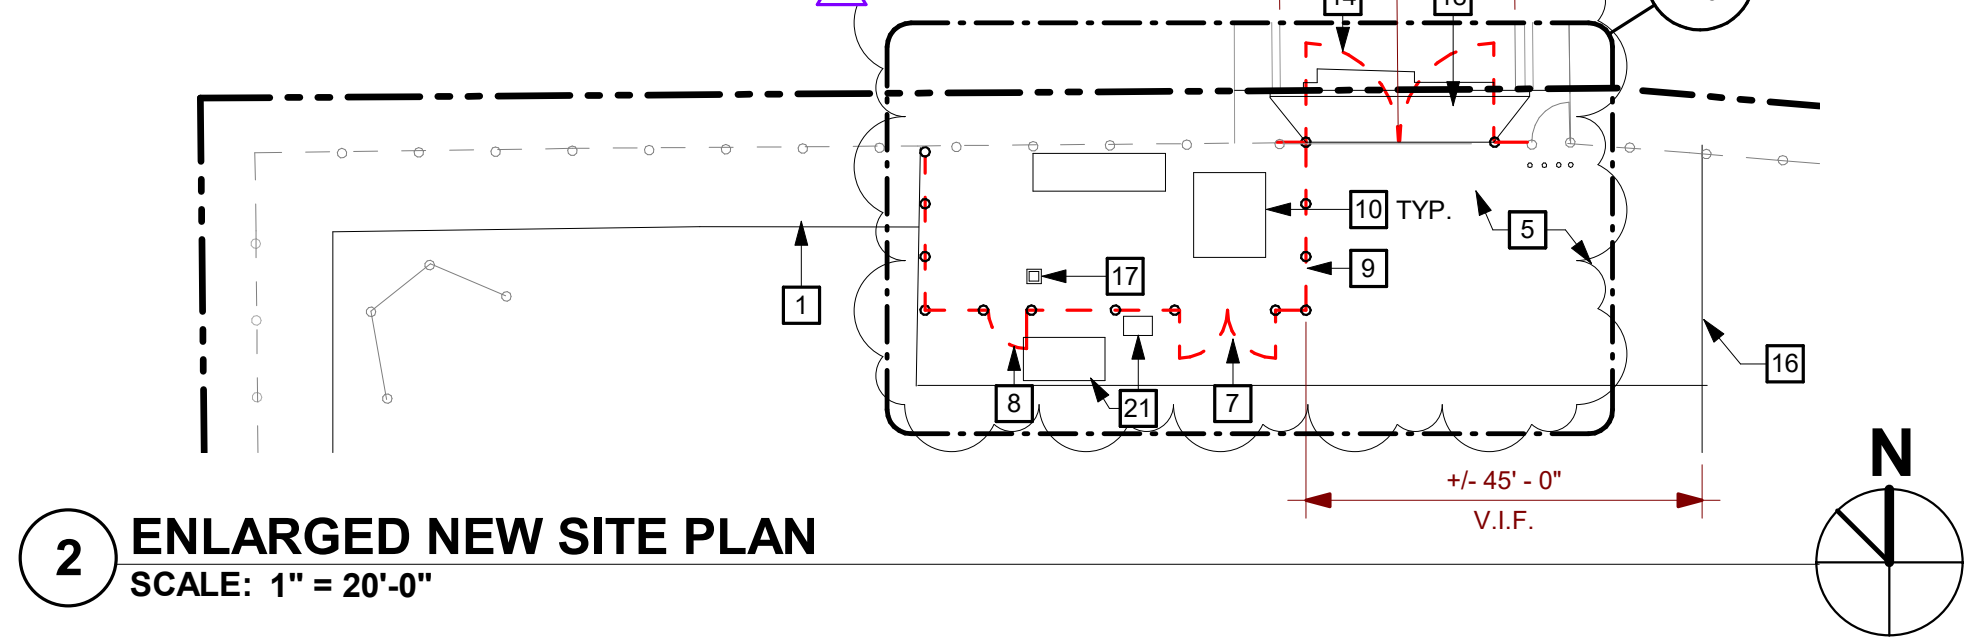 10 TYP.
5
9
17
1
16
8
21
7
+/- 45' - 0"
V.I.F.
N
2
ENLARGED NEW SITE PLAN
SCALE: 1" = 20'-0"